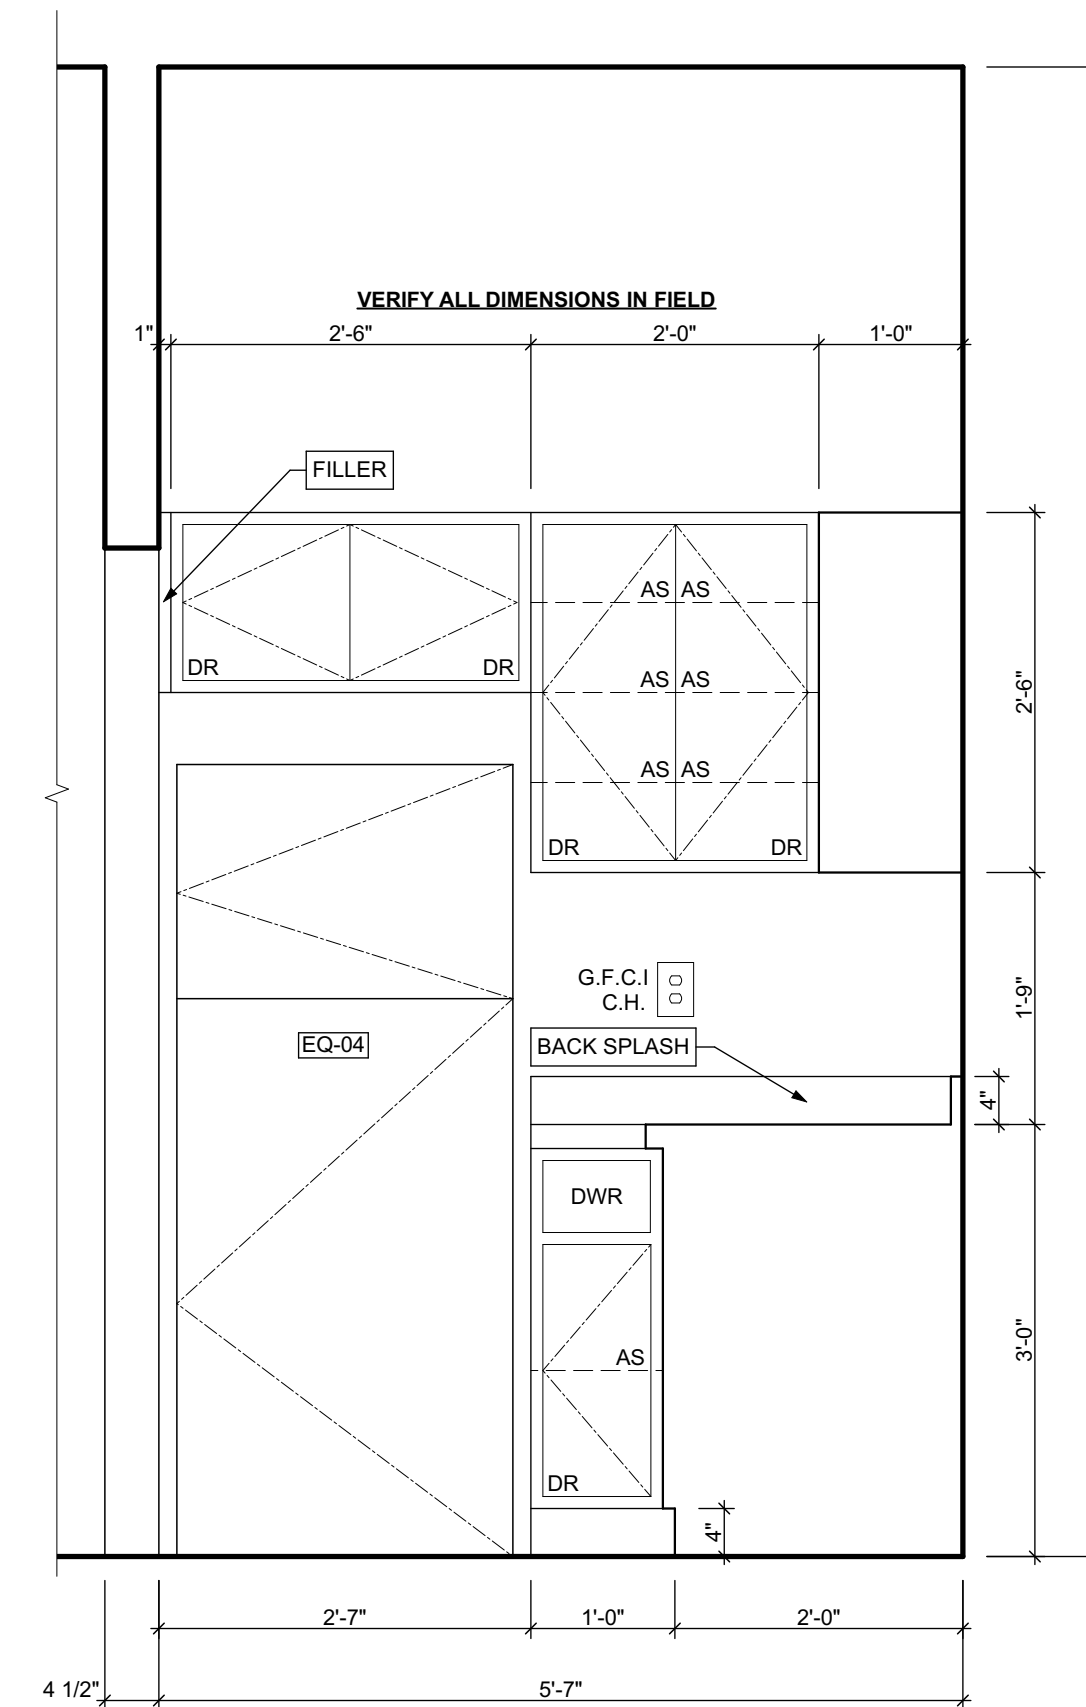 VERIFY ALL DIMENSIONS IN FIELD
1" 2'-6" 2'-0" 1'-0"
FILLER
AS AS
DR DR
AS AS
2'-6"
AS AS
DR DR
G.F.C.I
C.H.
1'-9"
EQ-04
BACK SPLASH
4"
DWR
3'-0"
AS
DR
4"
2'-7" 1'-0" 2'-0"
4 1/2" 5'-7"